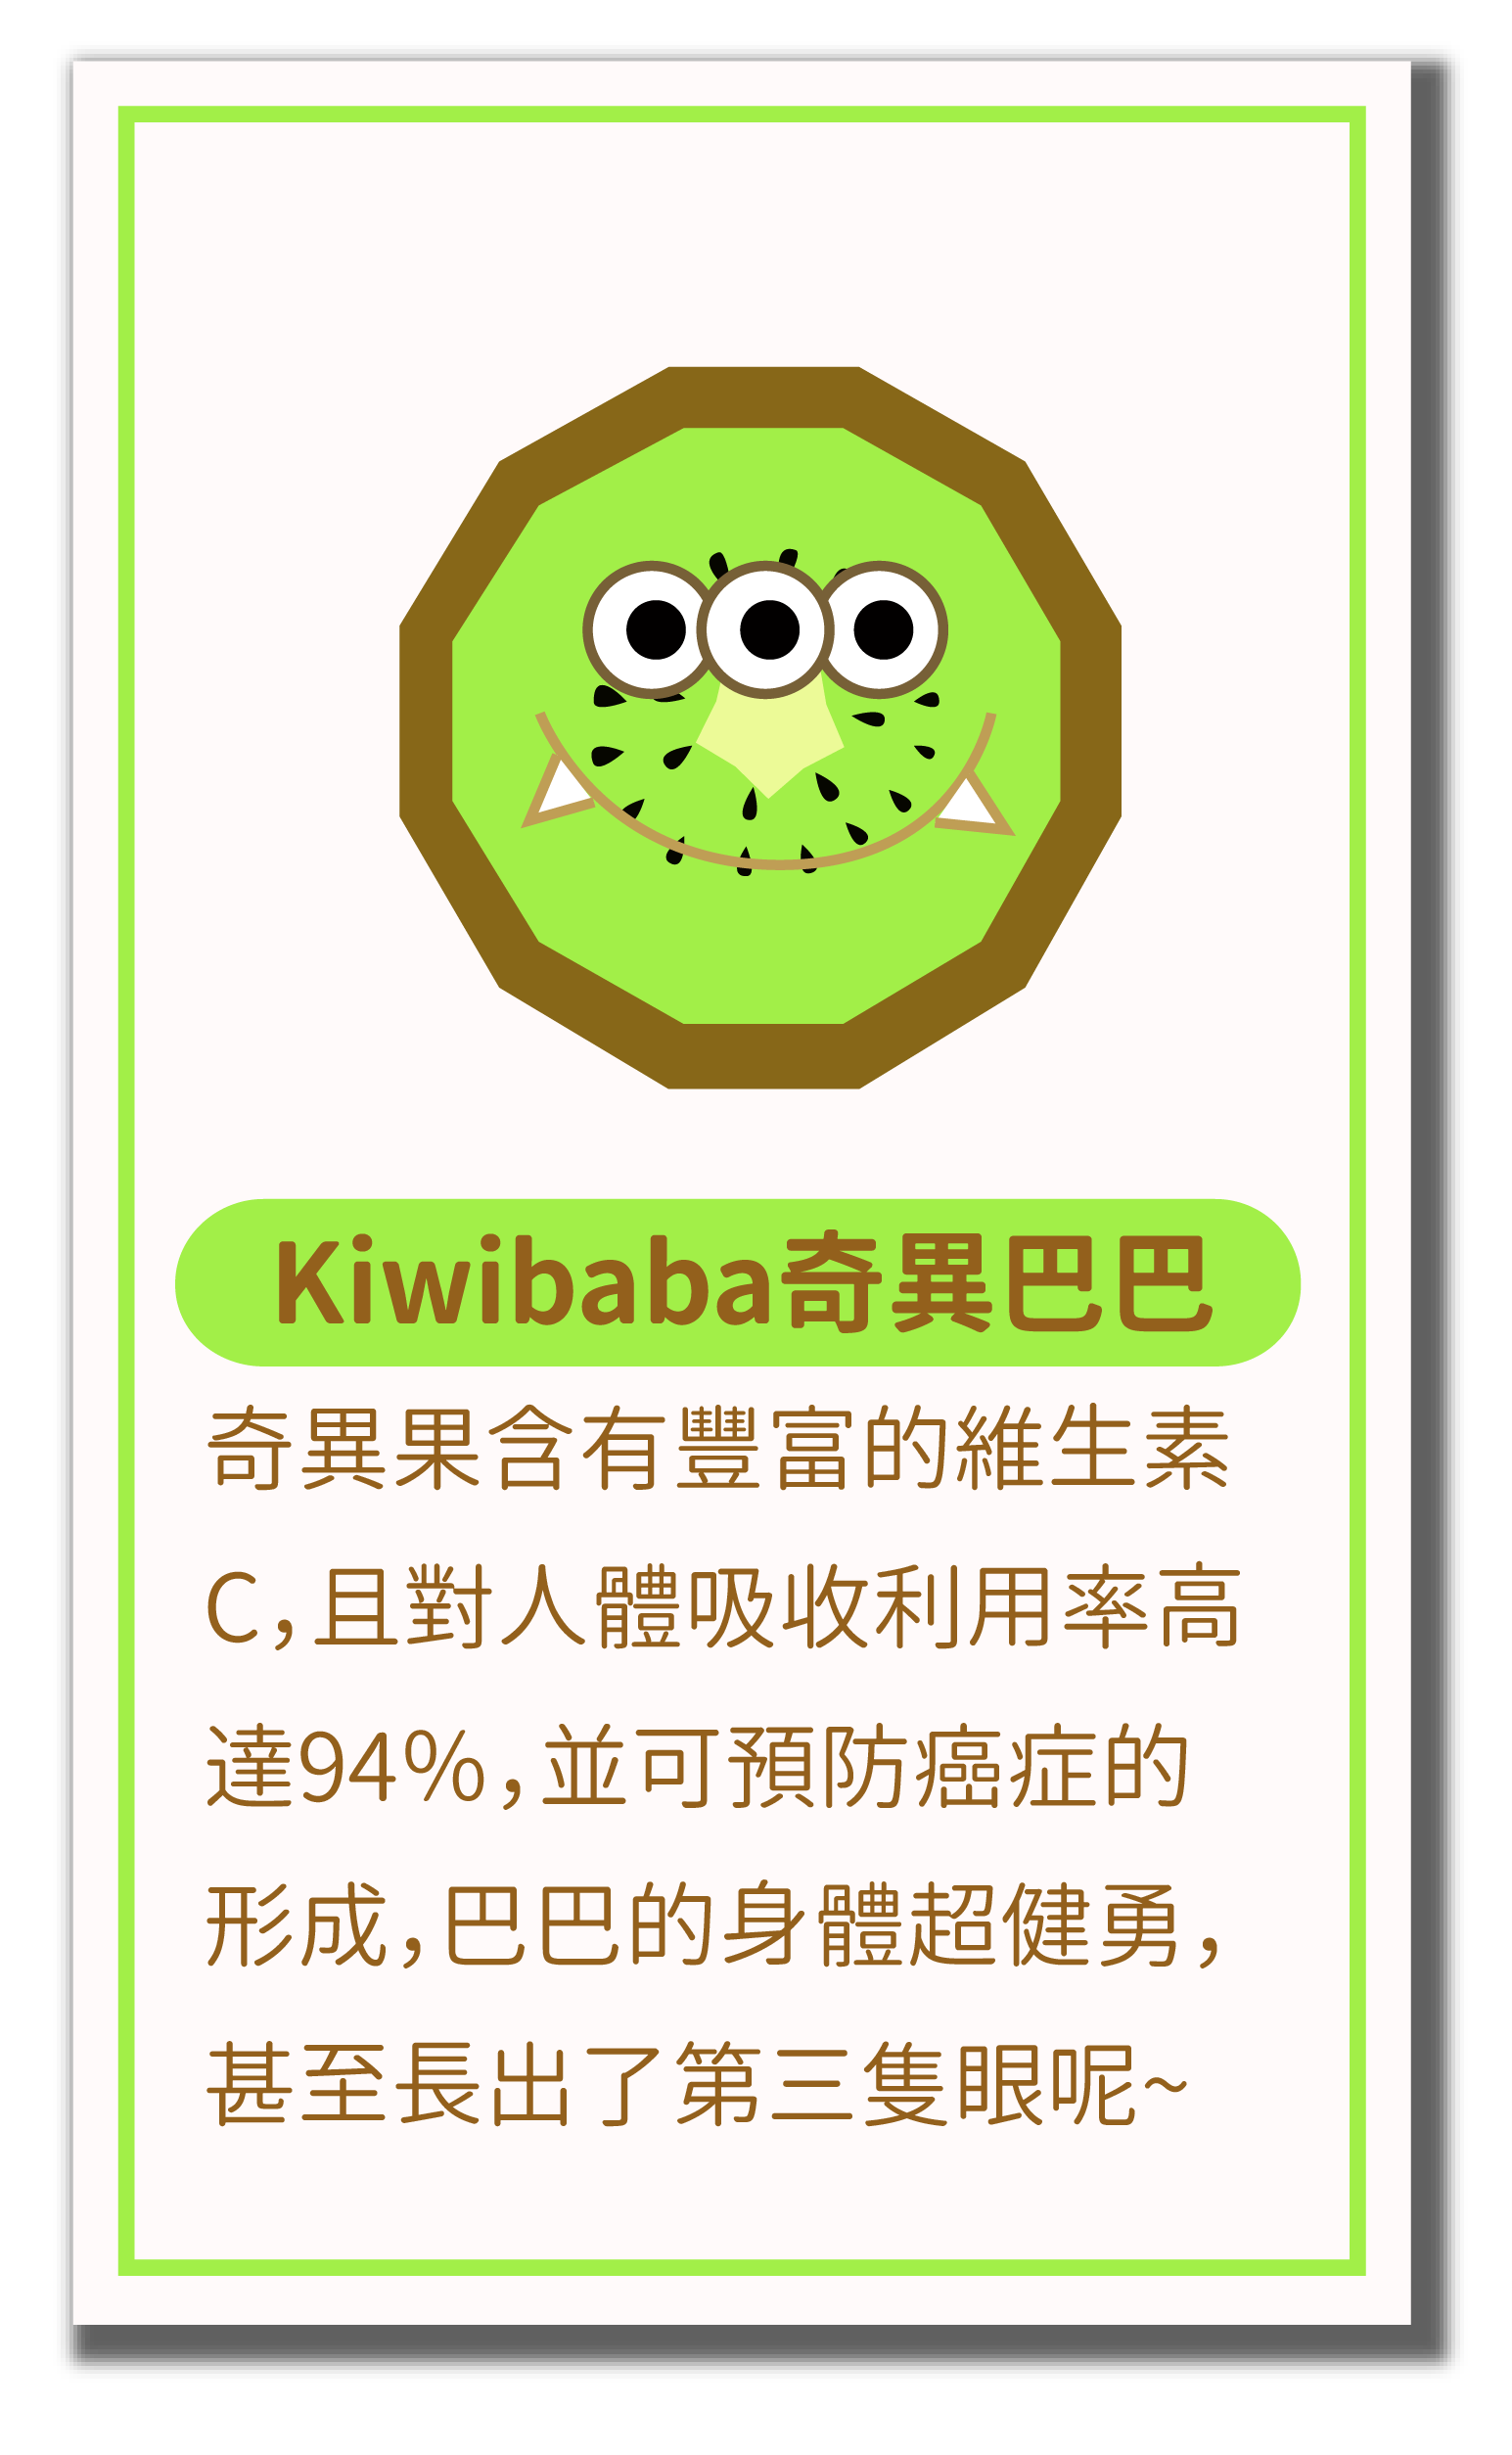 Kiwibaba奇異巴巴
奇異果含有豐富的維生素
C，且對人體吸收利用率高
達94%,並可預防癌症的
形成，巴巴的身體超健勇，
甚至長出了第三隻眼呢~